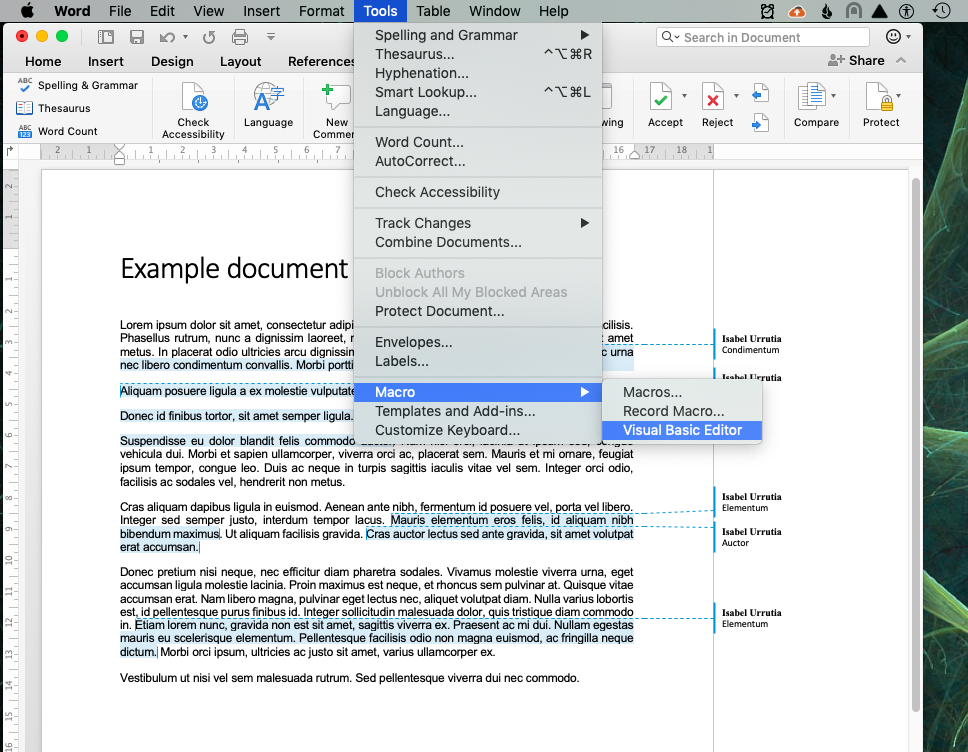 Word File Edit View Insert Format Tools Table Window Help
Search in Document
Home Insert Design Layout References
Share
ABC Spelling & Grammar
Thesaurus
ABC 123 Word Count
Check Accessibility
Language
New
Accept
Reject
Compare
Protect
2 1 1 2 3 4 5 6 7 16 17 18
Spelling and Grammar
Thesaurus... ^⌥⌘R
Hyphenation...
Smart Lookup... ^⌥⌘L
Language...
Word Count...
AutoCorrect...
Check Accessibility
Track Changes
Combine Documents...
Block Authors
Unblock All My Blocked Areas
Protect Document...
Envelopes...
Labels...
Macro
Templates and Add-ins...
Customize Keyboard...
Macros...
Record Macro...
Visual Basic Editor
Example document
Lorem ipsum dolor sit amet, consectetur
Phasellus rutrum, nunc a dignissim laoreet, amet
metus. In placerat odio ultricies arcu dignissim urna
nec libero condimentum convallis. Morbi
Aliquam posuere ligula a ex molestie
Donec id finibus tortor, sit amet semper ligula.
Suspendisse eu dolor blandit felis commodo
vehicula dui. Morbi et sapien ullamcorper, viverra orci ac, placerat sem. Mauris et mi ornare, feugiat
ipsum tempor, congue leo. Duis ac neque in turpis sagittis iaculis vitae vel sem. Integer orci odio,
facilisis ac sodales vel, hendrerit non metus.
Cras aliquam dapibus ligula in euismod. Aenean ante nibh, fermentum id posuere vel, porta vel libero.
Integer sed semper justo, interdum tempor lacus. Mauris elementum eros felis, id aliquam nibh
bibendum maximus. Ut aliquam facilisis gravida. Cras auctor lectus sed ante gravida, sit amet volutpat
erat accumsan.
Donec pretium nisi neque, nec efficitur diam pharetra sodales. Vivamus molestie viverra urna, eget
accumsan ligula molestie lacinia. Proin maximus est neque, et rhoncus sem pulvinar at. Quisque vitae
accumsan erat. Nam libero magna, pulvinar eget lectus nec, aliquet volutpat diam. Nulla varius lobortis
est, id pellentesque purus finibus id. Integer sollicitudin malesuada dolor, quis tristique diam commodo
in. Etiam lorem nunc, gravida non est sit amet, sagittis viverra ex. Praesent ac mi dui. Nullam egestas
mauris eu scelerisque elementum. Pellentesque facilisis odio non magna euismod, ac fringilla neque
dictum. Morbi orci ipsum, ultricies ac justo sit amet, varius ullamcorper ex.
Vestibulum ut nisi vel sem malesuada rutrum. Sed pellentesque viverra dui nec commodo.
Isabel Urrutia
Condimentum
Isabel Urrutia
Isabel Urrutia
Elementum
Isabel Urrutia
Auctor
Isabel Urrutia
Elementum